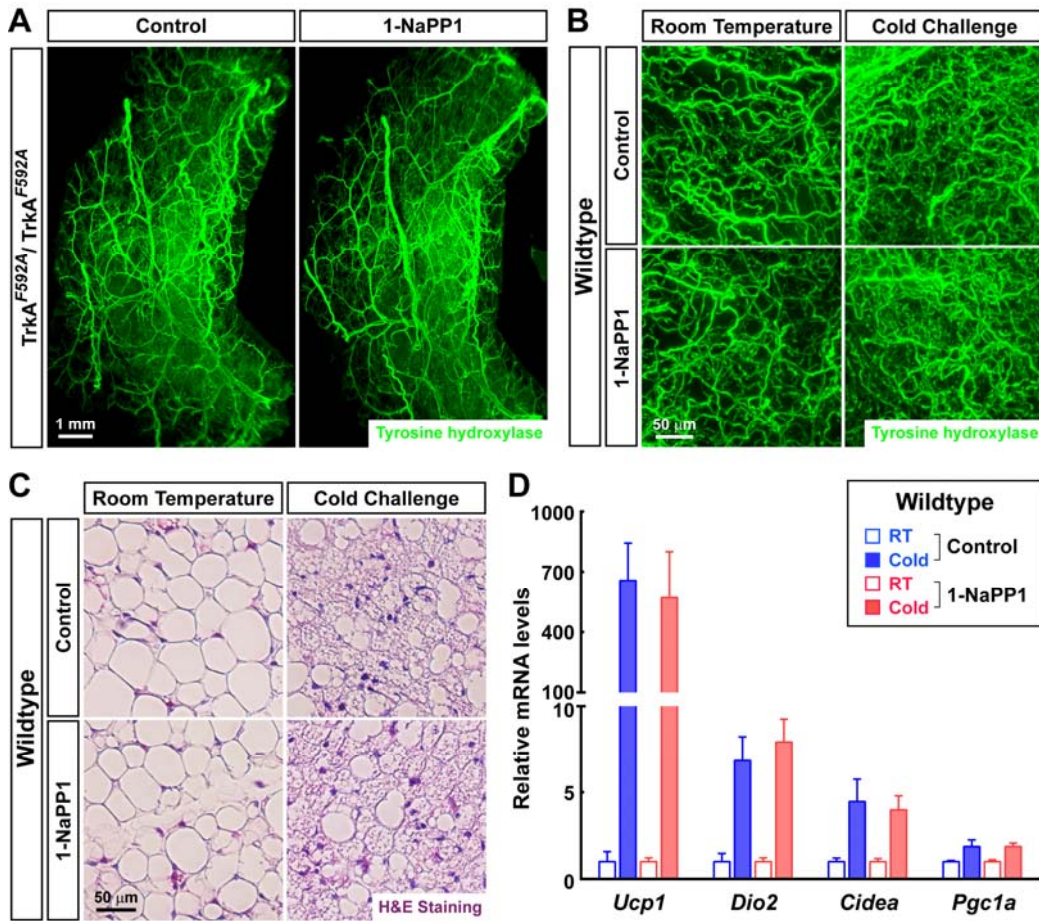 A
Control
1-NaPP1
TrkA^F592A/ TrkA^F592A
1 mm
Tyrosine hydroxylase
B
Room Temperature
Cold Challenge
Wildtype
Control
1-NaPP1
50 μm
Tyrosine hydroxylase
C
Room Temperature
Cold Challenge
Wildtype
Control
1-NaPP1
50 μm
H&E Staining
D
Wildtype
RT
Cold
Control
RT
Cold
1-NaPP1
Relative mRNA levels
1000
700
400
100
10
5
0
Ucp1
Dio2
Cidea
Pgc1a